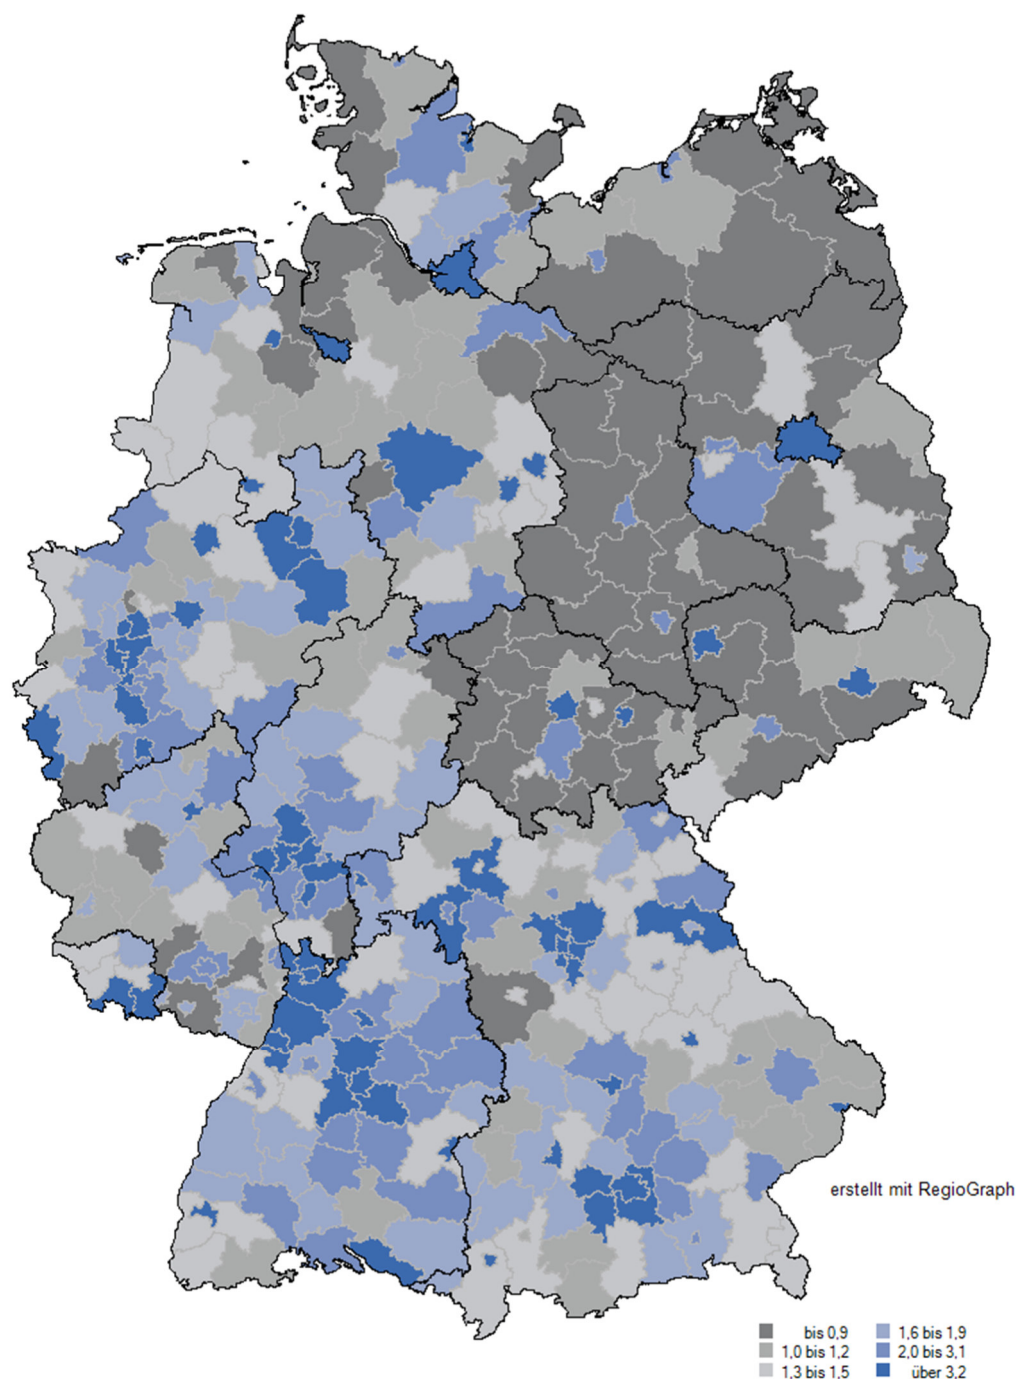 erstellt mit RegioGraph
bis 0,9
1,0 bis 1,2
1,3 bis 1,5
1,6 bis 1,9
2,0 bis 3,1
über 3,2